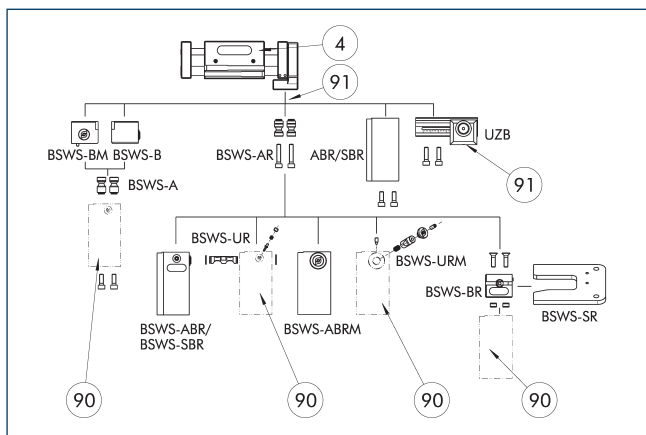 4
91
BSWS-BM BSWS-B
BSWS-AR
ABR/SBR
UZB
BSWS-A
91
BSWS-UR
BSWS-URM
BSWS-BR
BSWS-SR
BSWS-ABR/
BSWS-SBR
BSWS-ABRM
90
90
90
90